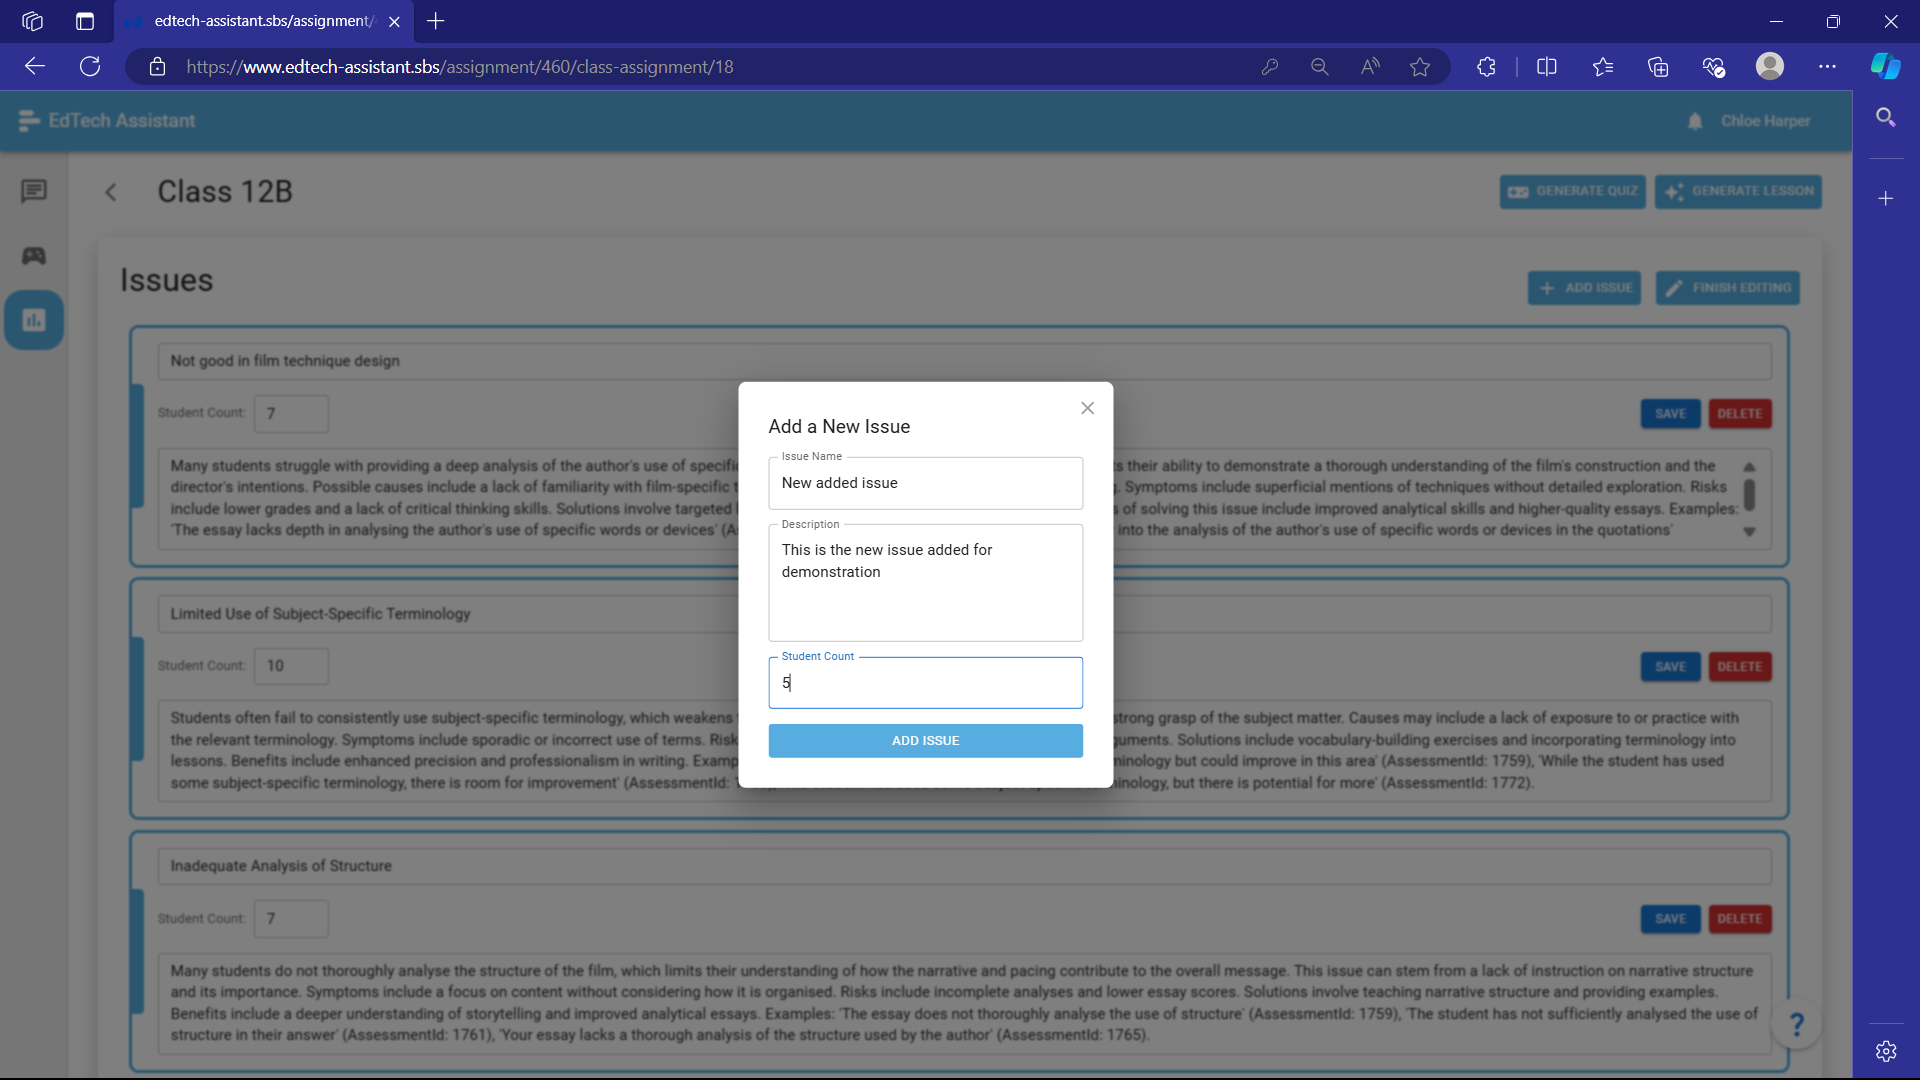 edtech-assistant.sbs/assignment/
https://www.edtech-assistant.sbs/assignment/460/class-assignment/18
EdTech Assistant
Chloe Harper
Class 12B
GENERATE QUIZ
GENERATE LESSON
Issues
ADD ISSUE
FINISH EDITING
Not good in film technique design
Student Count: 7
SAVE
DELETE
Many students struggle with providing a deep analysis of the author's use of specific
their ability to demonstrate a thorough understanding of the film's construction and the
director's intentions. Possible causes include a lack of familiarity with film-specific
Symptoms include superficial mentions of techniques without detailed exploration. Risks
include lower grades and a lack of critical thinking skills. Solutions involve targeted
of solving this issue include improved analytical skills and higher-quality essays. Examples:
'The essay lacks depth in analysing the author's use of specific words or devices'
into the analysis of the author's use of specific words or devices in the quotations'
Add a New Issue
Issue Name
New added issue
Description
This is the new issue added for
demonstration
Student Count
5
ADD ISSUE
Limited Use of Subject-Specific Terminology
Student Count: 10
SAVE
DELETE
Students often fail to consistently use subject-specific terminology, which weakens
strong grasp of the subject matter. Causes may include a lack of exposure to or practice with
the relevant terminology. Symptoms include sporadic or incorrect use of terms.
Solutions include vocabulary-building exercises and incorporating terminology into
lessons. Benefits include enhanced precision and professionalism in writing.
but could improve in this area' (AssessmentId: 1759), 'While the student has used
some subject-specific terminology, there is room for improvement' (AssessmentId:
but there is potential for more' (AssessmentId: 1772).
Inadequate Analysis of Structure
Student Count: 7
SAVE
DELETE
Many students do not thoroughly analyse the structure of the film, which limits their understanding of how the narrative and pacing contribute to the overall message. This issue can stem from a lack of instruction on narrative structure
and its importance. Symptoms include a focus on content without considering how it is organised. Risks include incomplete analyses and lower essay scores. Solutions involve teaching narrative structure and providing examples.
Benefits include a deeper understanding of storytelling and improved analytical essays. Examples: 'The essay does not thoroughly analyse the use of structure' (AssessmentId: 1759), 'The student has not sufficiently analysed the use of
structure in their answer' (AssessmentId: 1761), 'Your essay lacks a thorough analysis of the structure used by the author' (AssessmentId: 1765).
?